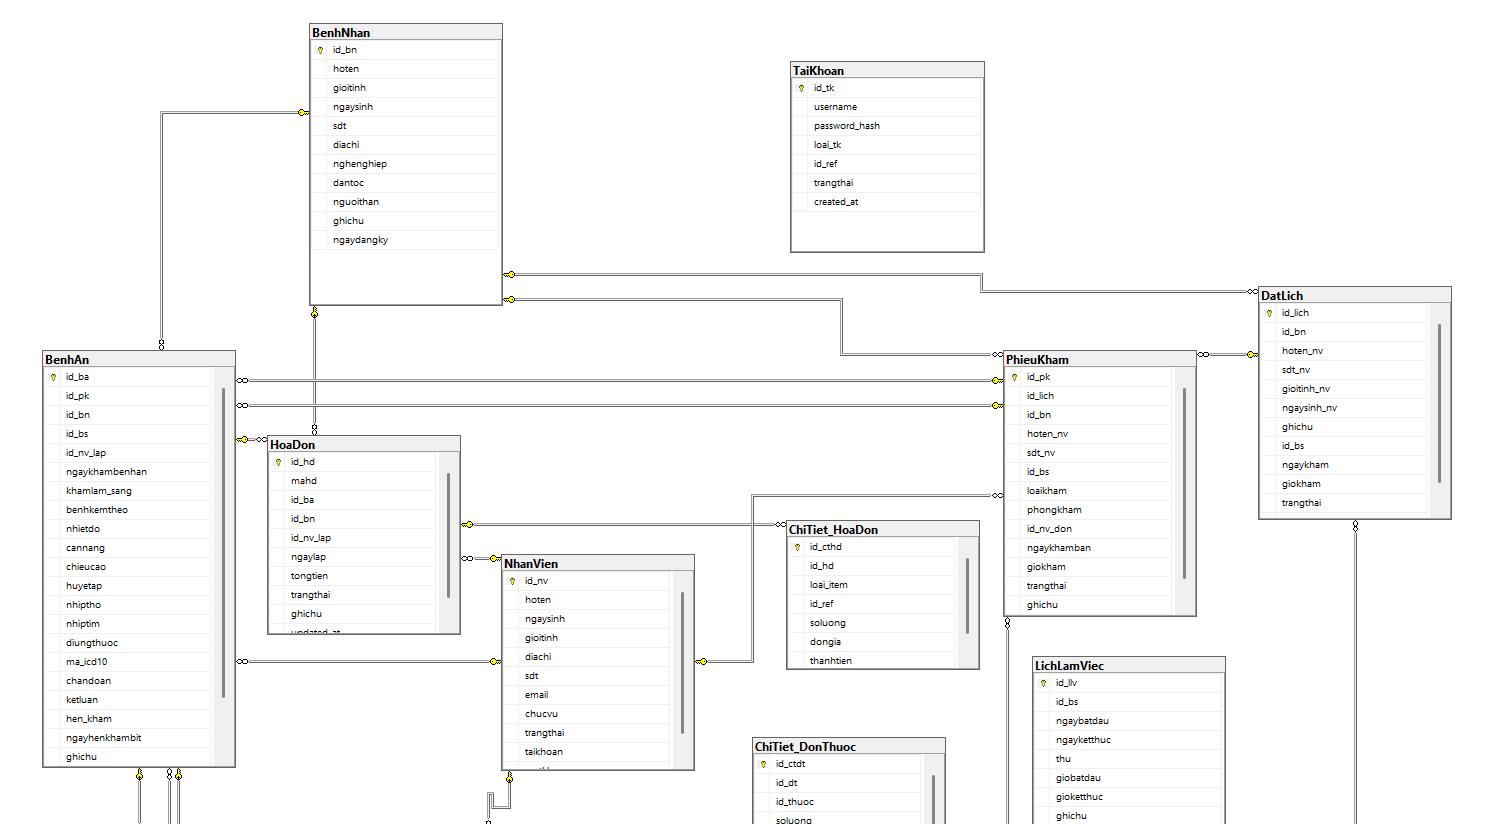 BenhNhan
id_bn
hoten
gioitinh
ngaysinh
sdt
diachi
nghenghiep
dantoc
nguoithan
ghichu
ngaydangky
TaiKhoan
id_tk
username
password_hash
loai_tk
id_ref
trangthai
created_at
DatLich
id_lich
id_bn
hoten_nv
sdt_nv
gioitinh_nv
ngaysinh_nv
ghichu
id_bs
ngaykham
giokham
trangthai
BenhAn
id_ba
id_pk
id_bn
id_bs
id_nv_lap
ngaykhambenhan
khamlam_sang
benhkemtheo
nhietdo
cannang
chieucao
huyetap
nhiptho
nhiptim
diungthuoc
ma_icd10
chandoan
ketluan
hen_kham
ngayhenkhambit
ghichu
PhieuKham
id_pk
id_lich
id_bn
hoten_nv
sdt_nv
id_bs
loaikham
phongkham
id_nv_don
ngaykhamban
giokham
trangthai
ghichu
HoaDon
id_hd
mahd
id_ba
id_bn
id_nv_lap
ngaylap
tongtien
trangthai
ghichu
updated_at
ChiTiet_HoaDon
id_cthd
id_hd
loai_item
id_ref
soluong
dongia
thanhtien
NhanVien
id_nv
hoten
ngaysinh
gioitinh
diachi
sdt
email
chucvu
trangthai
taikhoan
LichLamViec
id_llv
id_bs
ngaybatdau
ngayketthuc
thu
giobatdau
gioketthuc
ghichu
ChiTiet_DonThuoc
id_ctdt
id_dt
id_thuoc
soluong